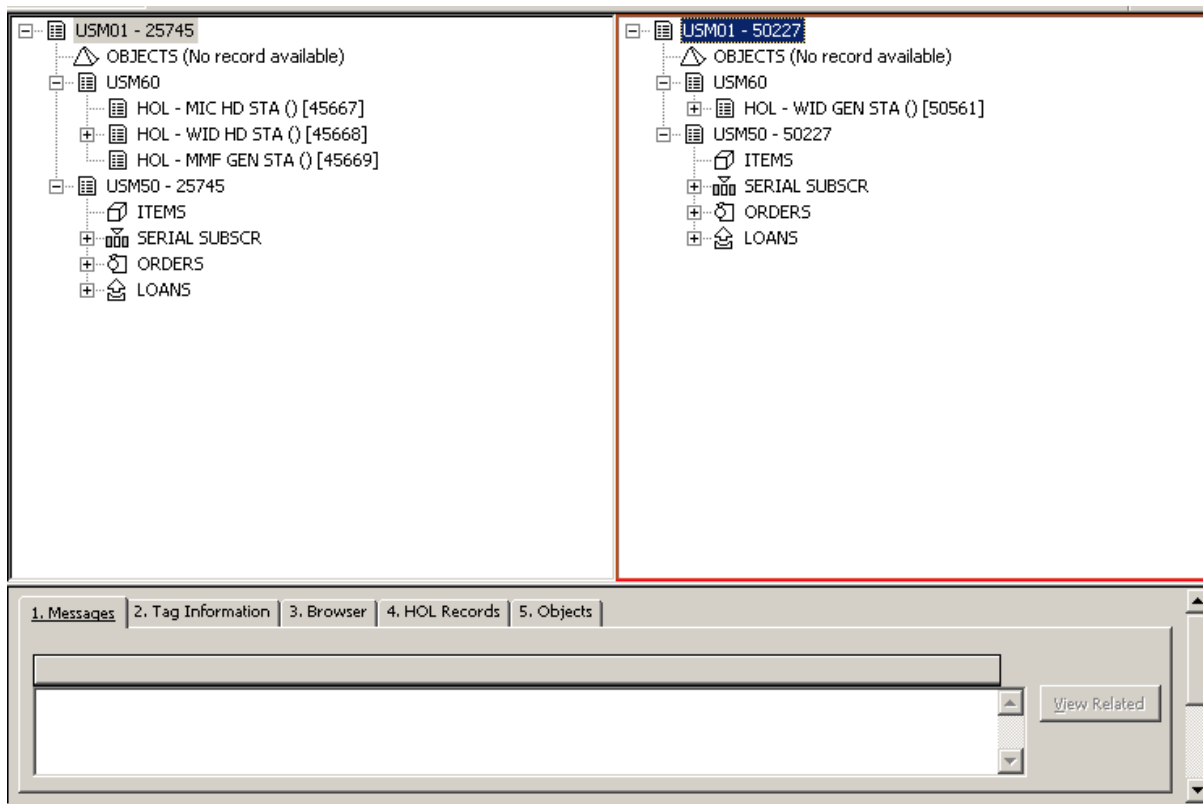 USM01 - 25745
OBJECTS (No record available)
USM60
HOL - MIC HD STA () [45667]
HOL - WID HD STA () [45668]
HOL - MMF GEN STA () [45669]
USM50 - 25745
ITEMS
SERIAL SUBSCR
ORDERS
LOANS
USM01 - 50227
OBJECTS (No record available)
USM60
HOL - WID GEN STA () [50561]
USM50 - 50227
ITEMS
SERIAL SUBSCR
ORDERS
LOANS
1. Messages 2. Tag Information 3. Browser 4. HOL Records 5. Objects
View Related